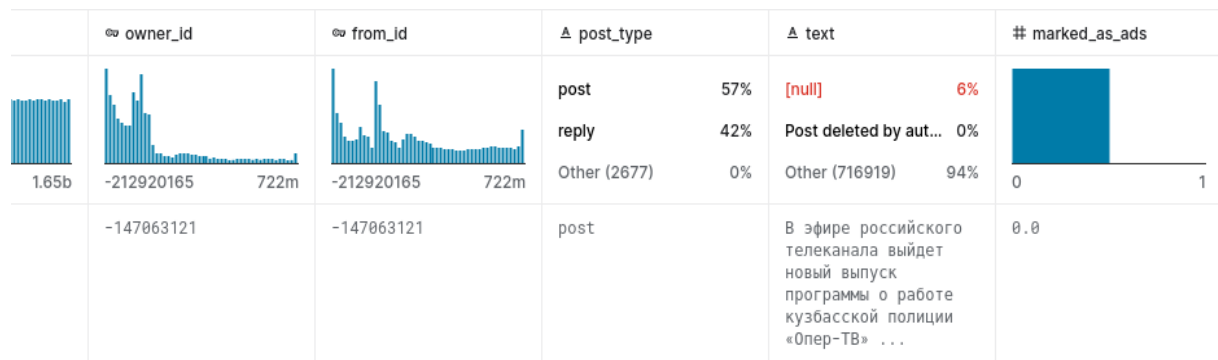 owner_id from_id post_type text marked_as_ads
post 57% [null] 6%
reply 42% Post deleted by aut... 0%
Other (2677) 0% Other (716919) 94%
1.65b -212920165 722m -212920165 722m 0 1
-147063121 -147063121 post В эфире российского 0.0
телеканала выйдет
новый выпуск
программы о работе
кузбасской полиции
«Опер-ТВ» ...